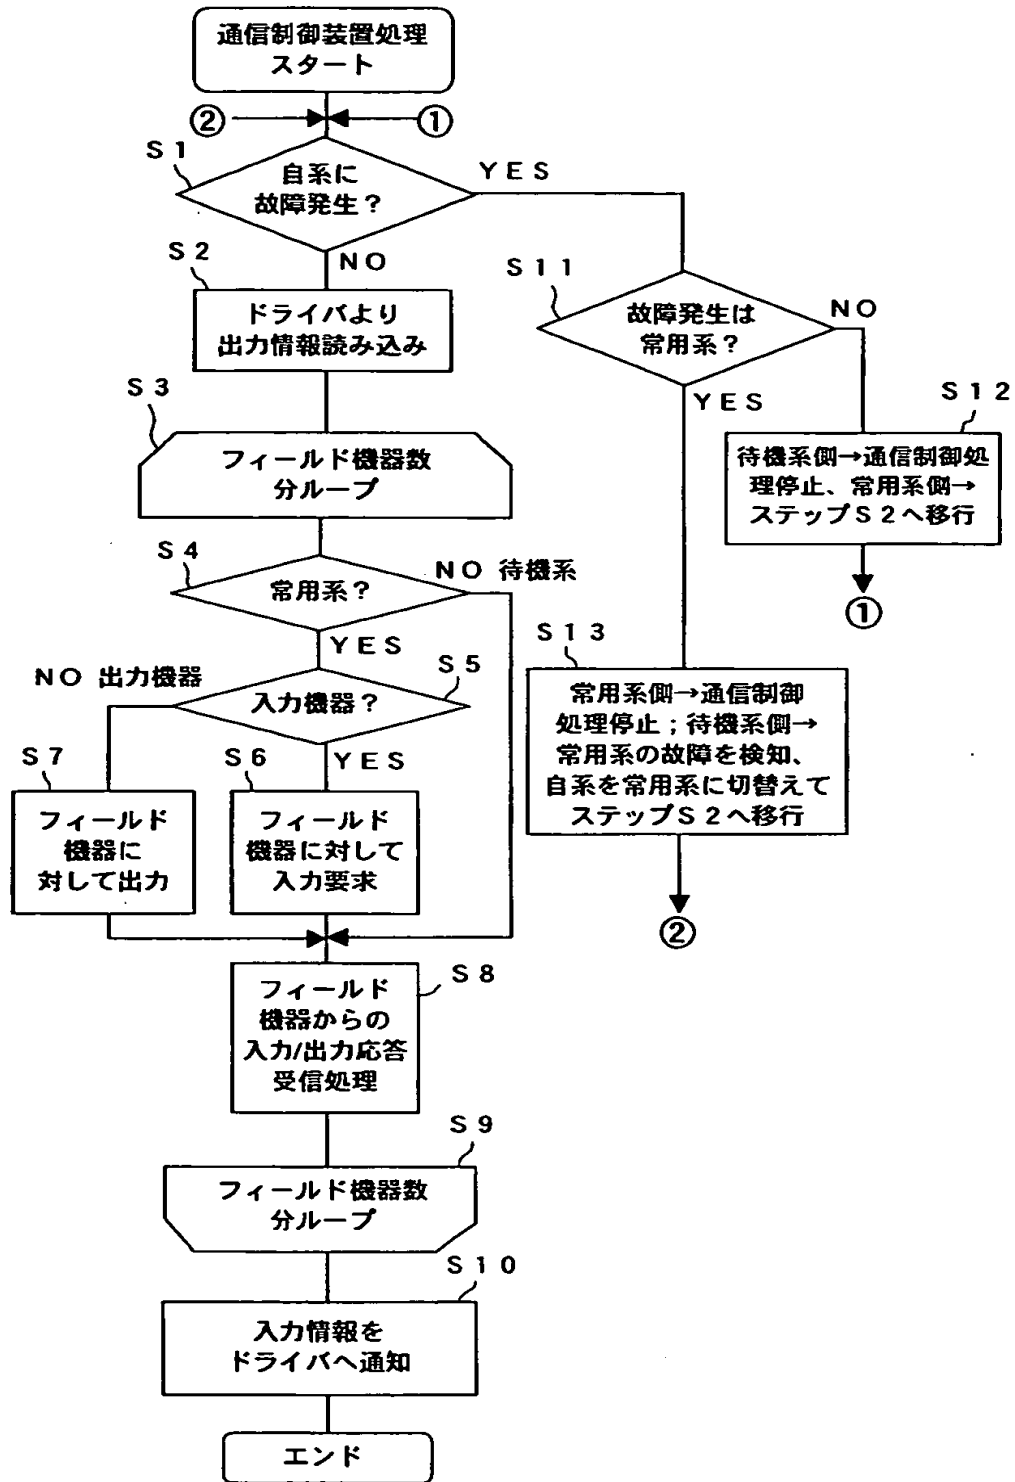 通信制御装置処理
スタート
②
①
S1
自系に
故障発生？
YES
NO
S2
ドライバより
出力情報読み込み
S11
故障発生は
常用系？
NO
YES
S12
待機系側→通信制御処
理停止、常用系側→
ステップS2へ移行
①
S3
フィールド機器数
分ループ
S4
常用系？
NO 待機系
YES
S13
常用系側→通信制御
処理停止；待機系側→
常用系の故障を検知、
自系を常用系に切替えて
ステップS2へ移行
②
NO 出力機器
S5
入力機器？
YES
S7
フィールド
機器に
対して出力
S6
フィールド
機器に対して
入力要求
S8
フィールド
機器からの
入力/出力応答
受信処理
S9
フィールド機器数
分ループ
S10
入力情報を
ドライバへ通知
エンド